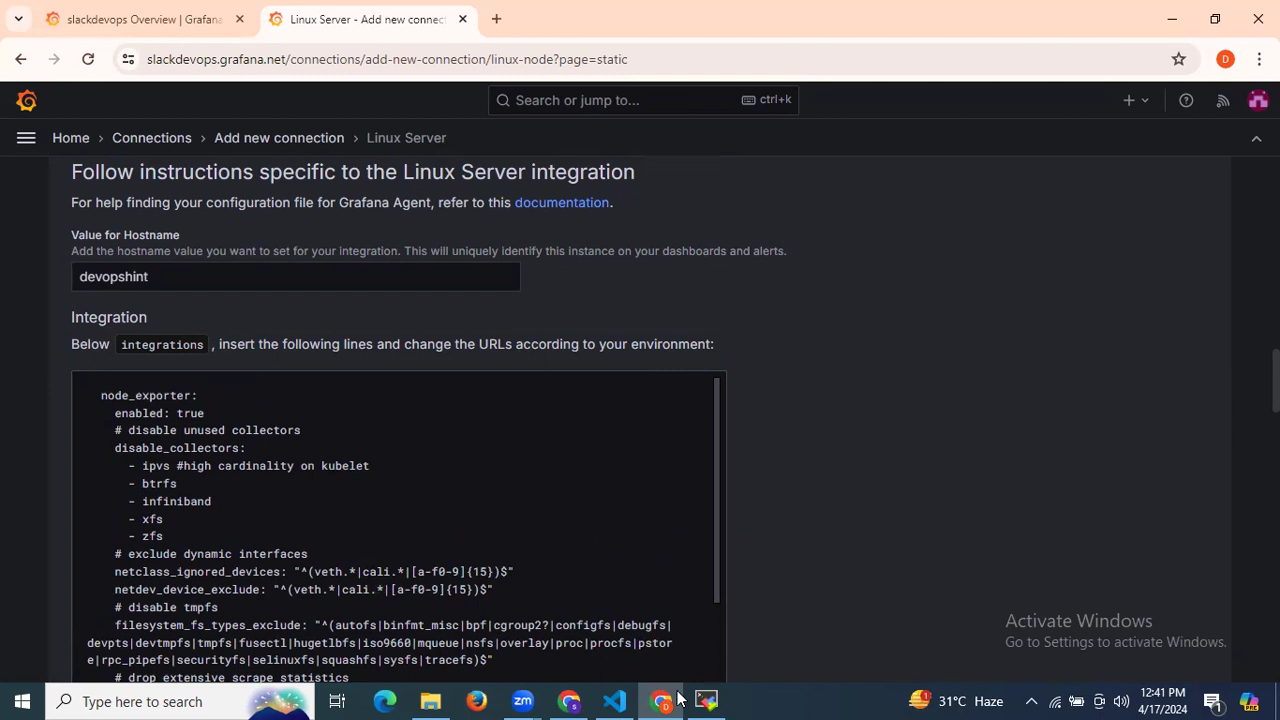 slackdevops Overview | Grafana
Linux Server - Add new connect
slackdevops.grafana.net/connections/add-new-connection/linux-node?page=static
D
Search or jump to...
ctrl+k
Home > Connections > Add new connection > Linux Server
Follow instructions specific to the Linux Server integration
For help finding your configuration file for Grafana Agent, refer to this documentation.
Value for Hostname
Add the hostname value you want to set for your integration. This will uniquely identify this instance on your dashboards and alerts.
devopshint
Integration
Below integrations , insert the following lines and change the URLs according to your environment:
node_exporter:
enabled: true
# disable unused collectors
disable_collectors:
- ipvs #high cardinality on kubelet
- btrfs
- infiniband
- xfs
- zfs
# exclude dynamic interfaces
netclass_ignored_devices: "^(veth.*|cali.*|[a-f0-9]{15})$"
netdev_device_exclude: "^(veth.*|cali.*|[a-f0-9]{15})$"
# disable tmpfs
filesystem_fs_types_exclude: "^(autofs|binfmt_misc|bpf|cgroup2?|configfs|debugfs|
devpts|devtmpfs|tmpfs|fusectl|hugetlbfs|iso9660|mqueue|nsfs|overlay|proc|procfs|pstor
e|rpc_pipefs|securityfs|selinuxfs|squashfs|sysfs|tracefs)$"
# drop extensive scrape statistics
Activate Windows
Go to Settings to activate Windows.
Type here to search
zm
31°C Haze
12:41 PM
4/17/2024